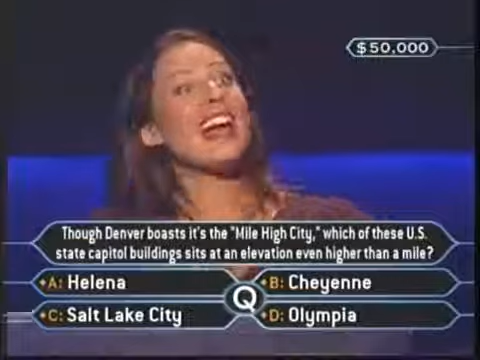 $50,000
Though Denver boasts it's the "Mile High City," which of these U.S.
state capitol buildings sits at an elevation even higher than a mile?
A: Helena
B: Cheyenne
Q
C: Salt Lake City
D: Olympia